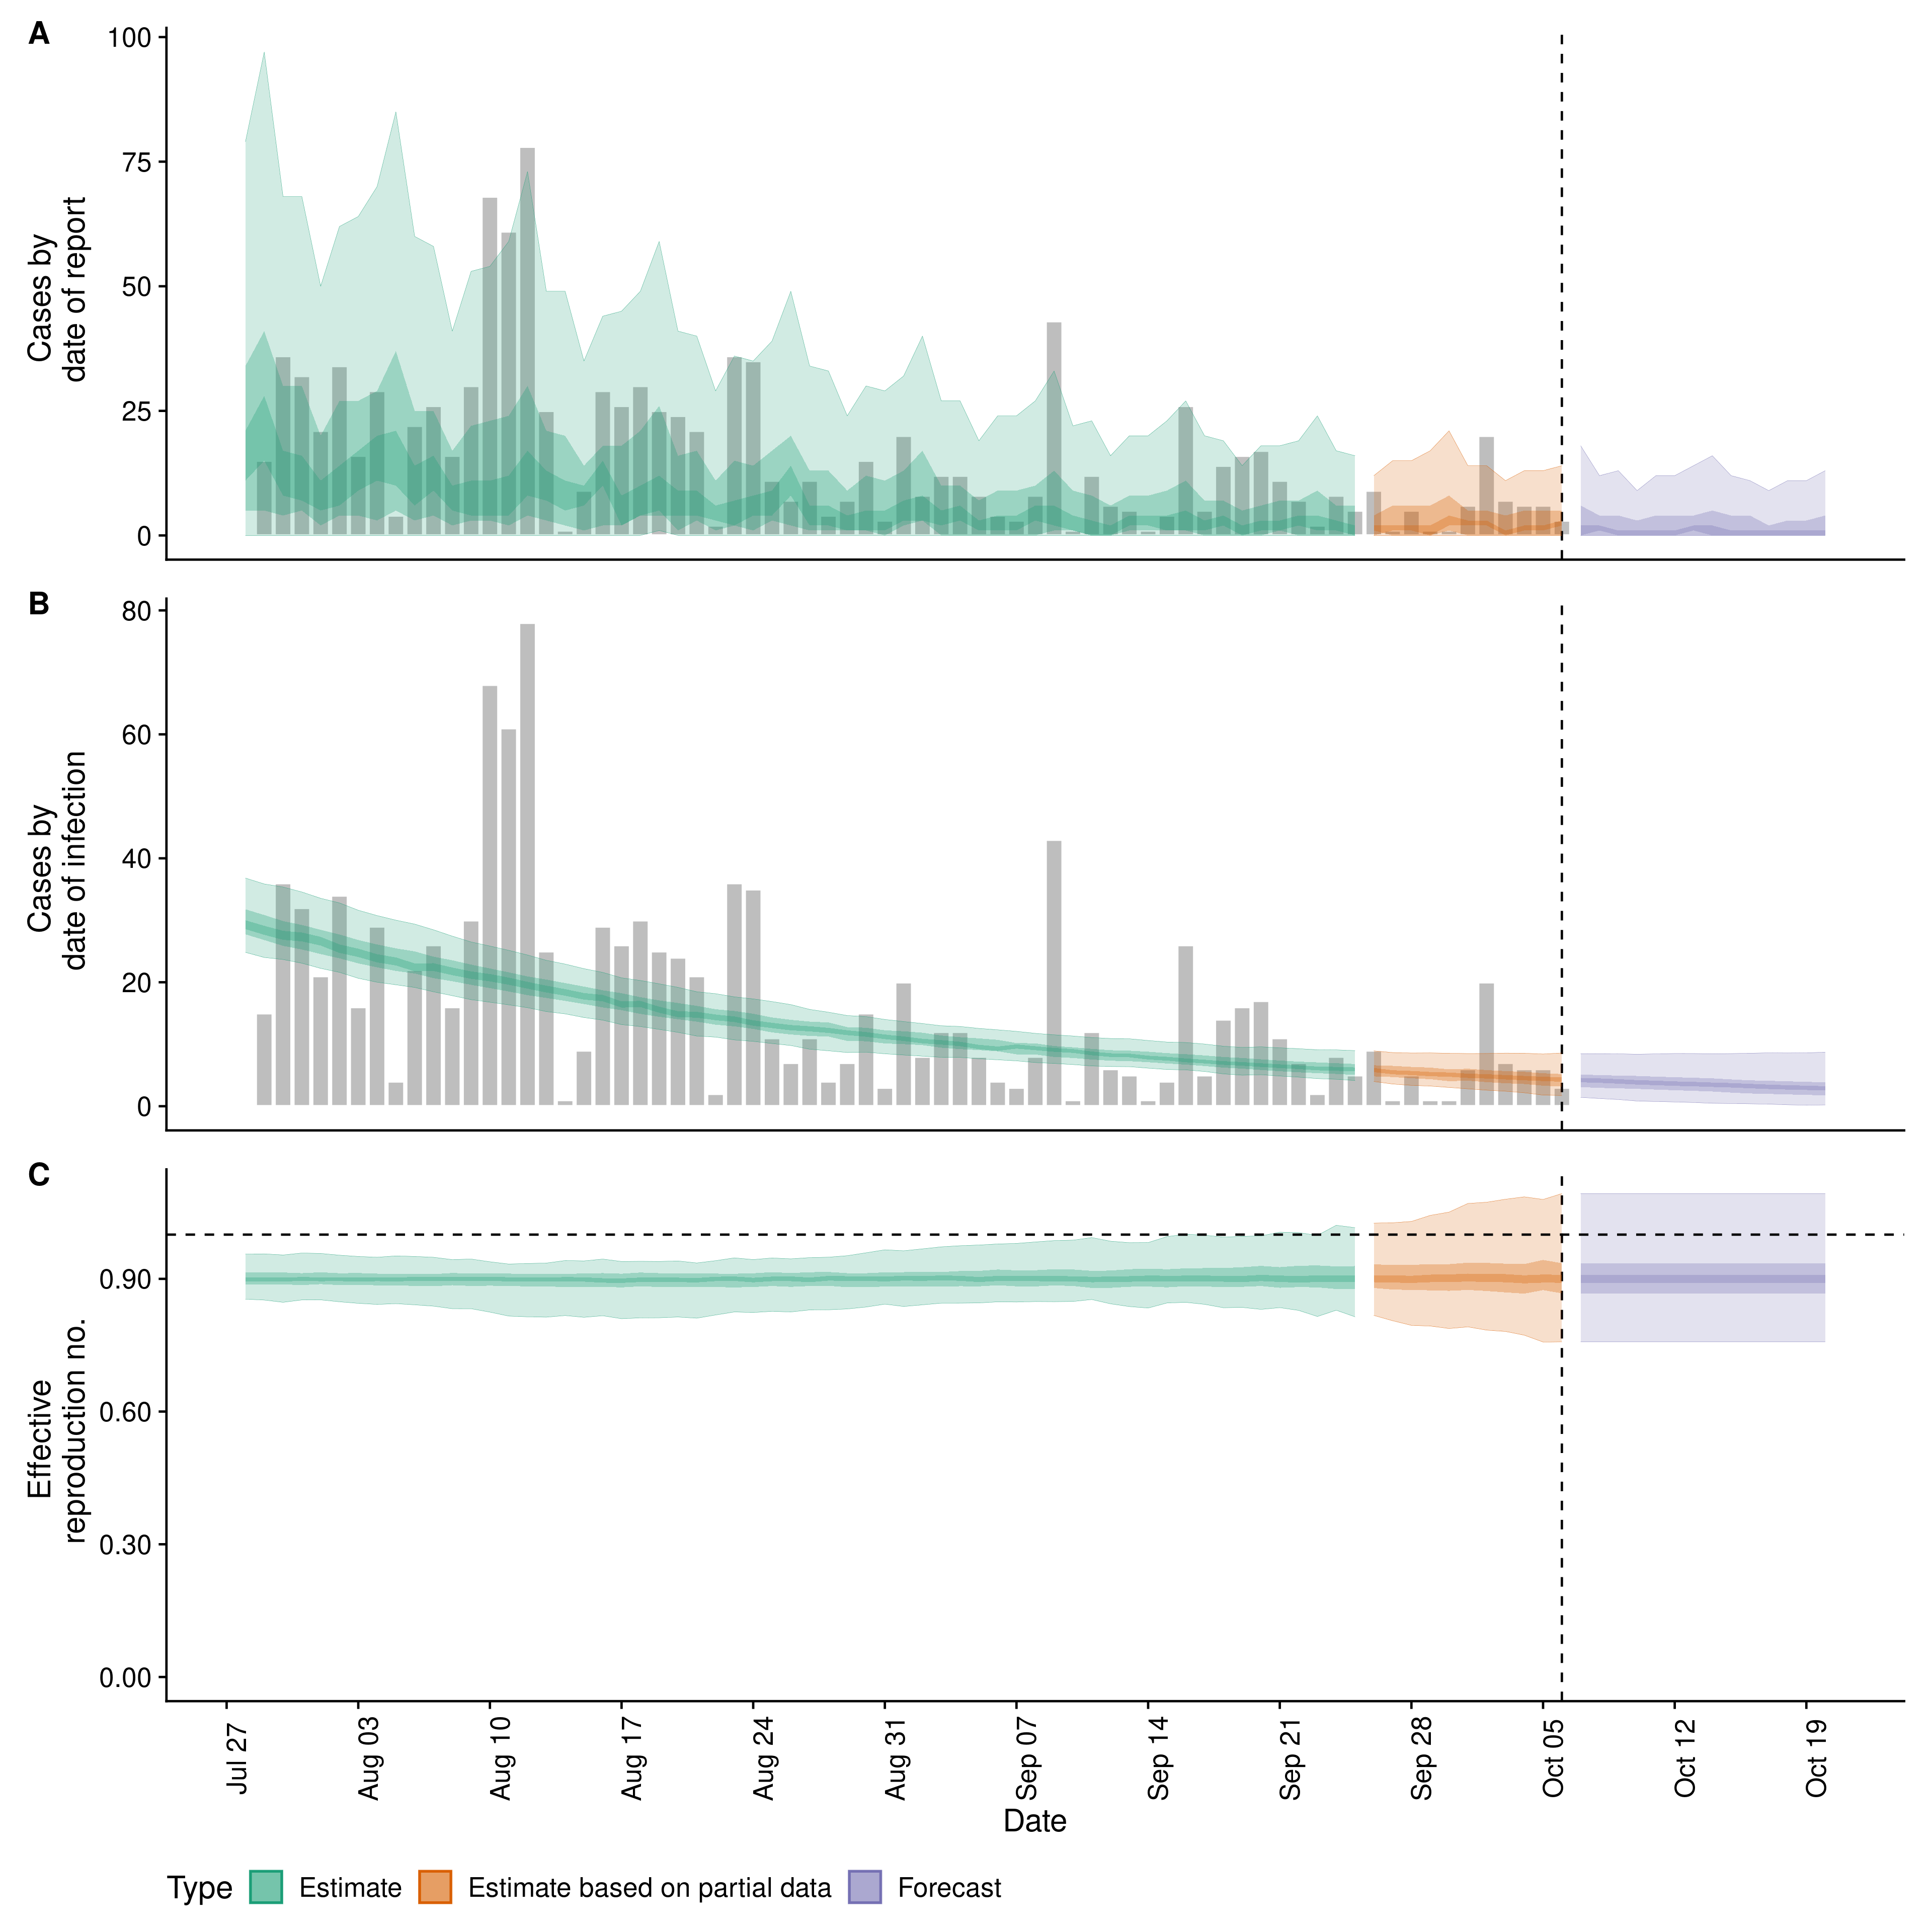 A
Cases by
date of report
100
75
50
25
0
B
Cases by
date of infection
80
60
40
20
0
C
Effective
reproduction no.
0.90
0.60
0.30
0.00
Jul 27
Aug 03
Aug 10
Aug 17
Aug 24
Aug 31
Sep 07
Sep 14
Sep 21
Sep 28
Oct 05
Oct 12
Oct 19
Date
Type Estimate Estimate based on partial data Forecast